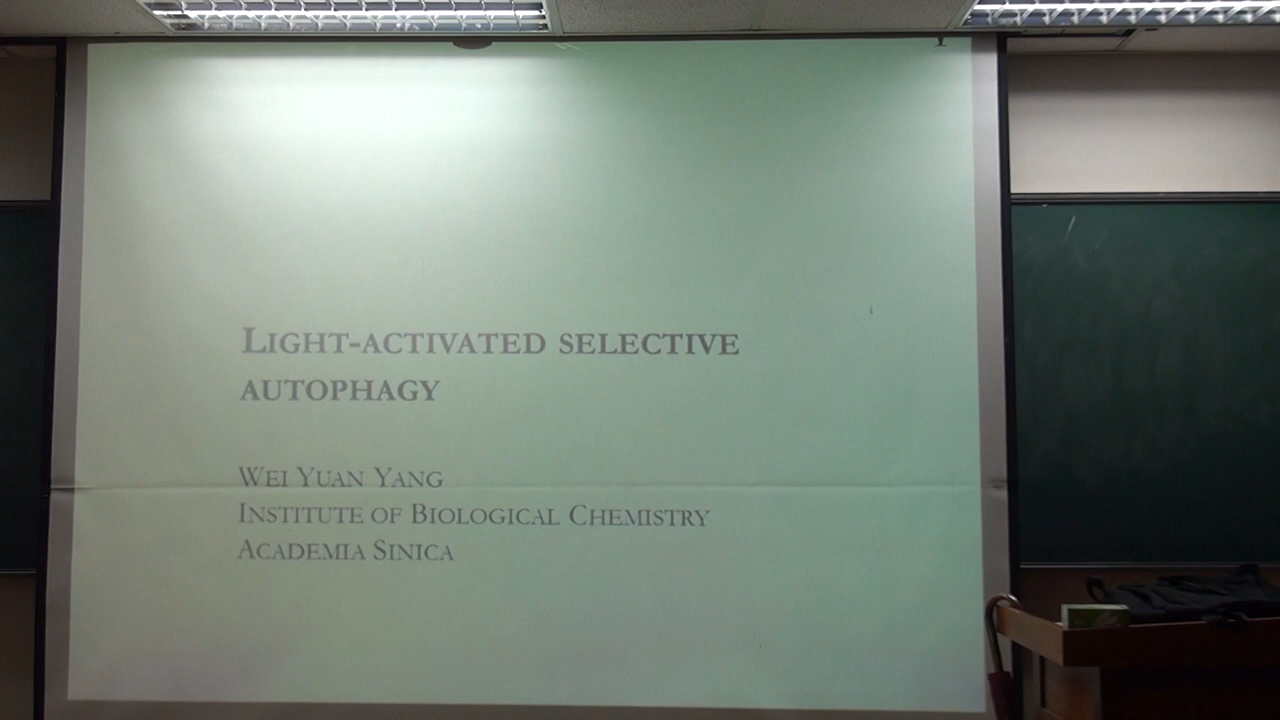 Light-activated selective
autophagy
Wei Yuan Yang
Institute of Biological Chemistry
Academia Sinica